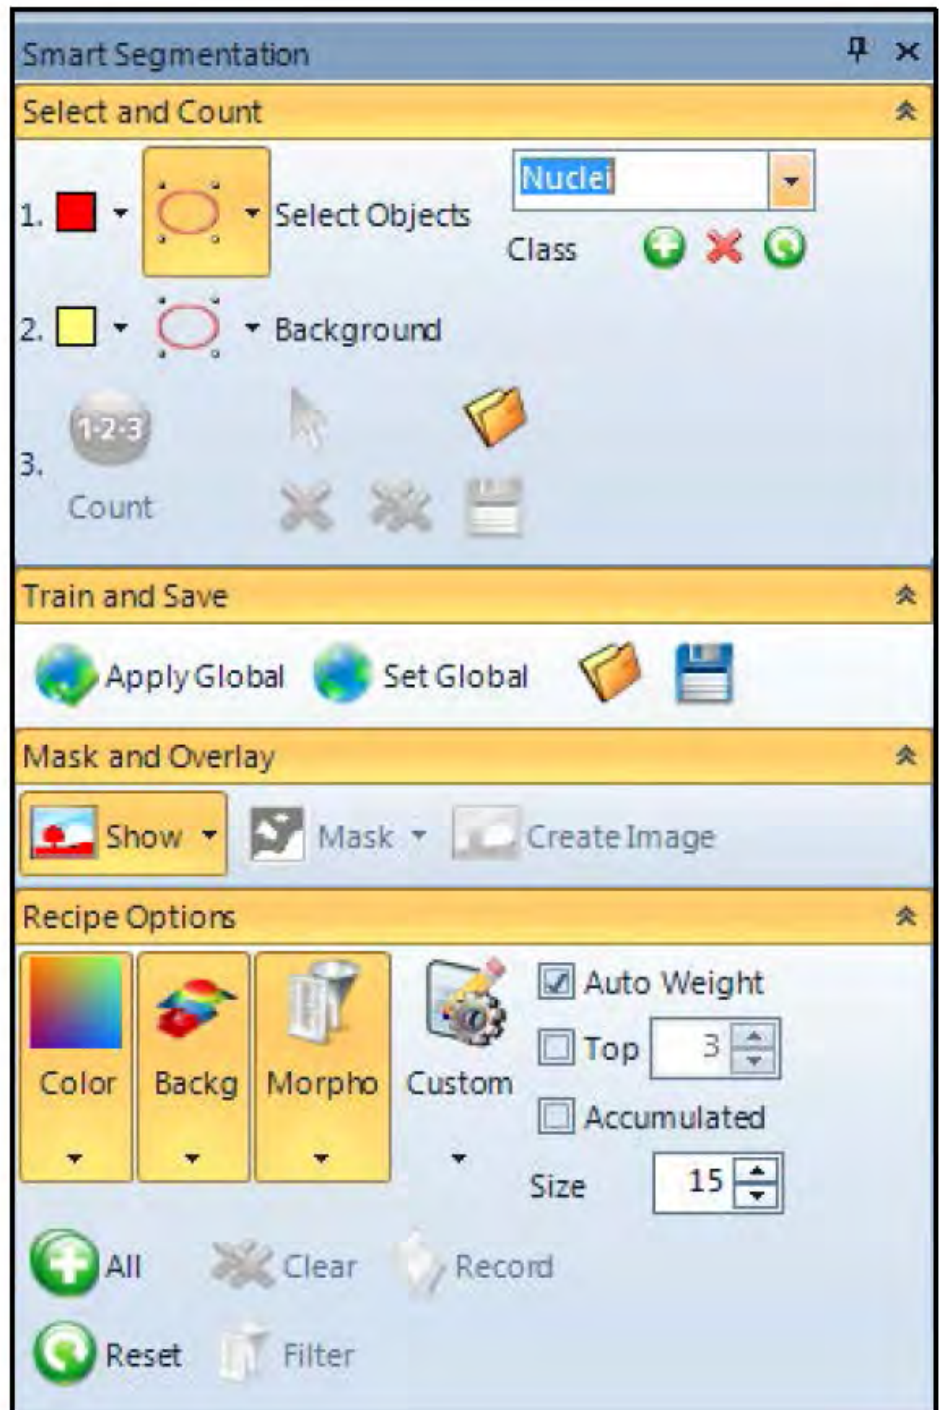 Smart Segmentation
Select and Count
1. Select Objects Nuclei
Class
2. Background
1·2·3
3.
Count
Train and Save
Apply Global Set Global
Mask and Overlay
Show Mask Create Image
Recipe Options
Auto Weight
Top 3
Color Backg Morpho Custom
Accumulated
Size 15
All Clear Record
Reset Filter